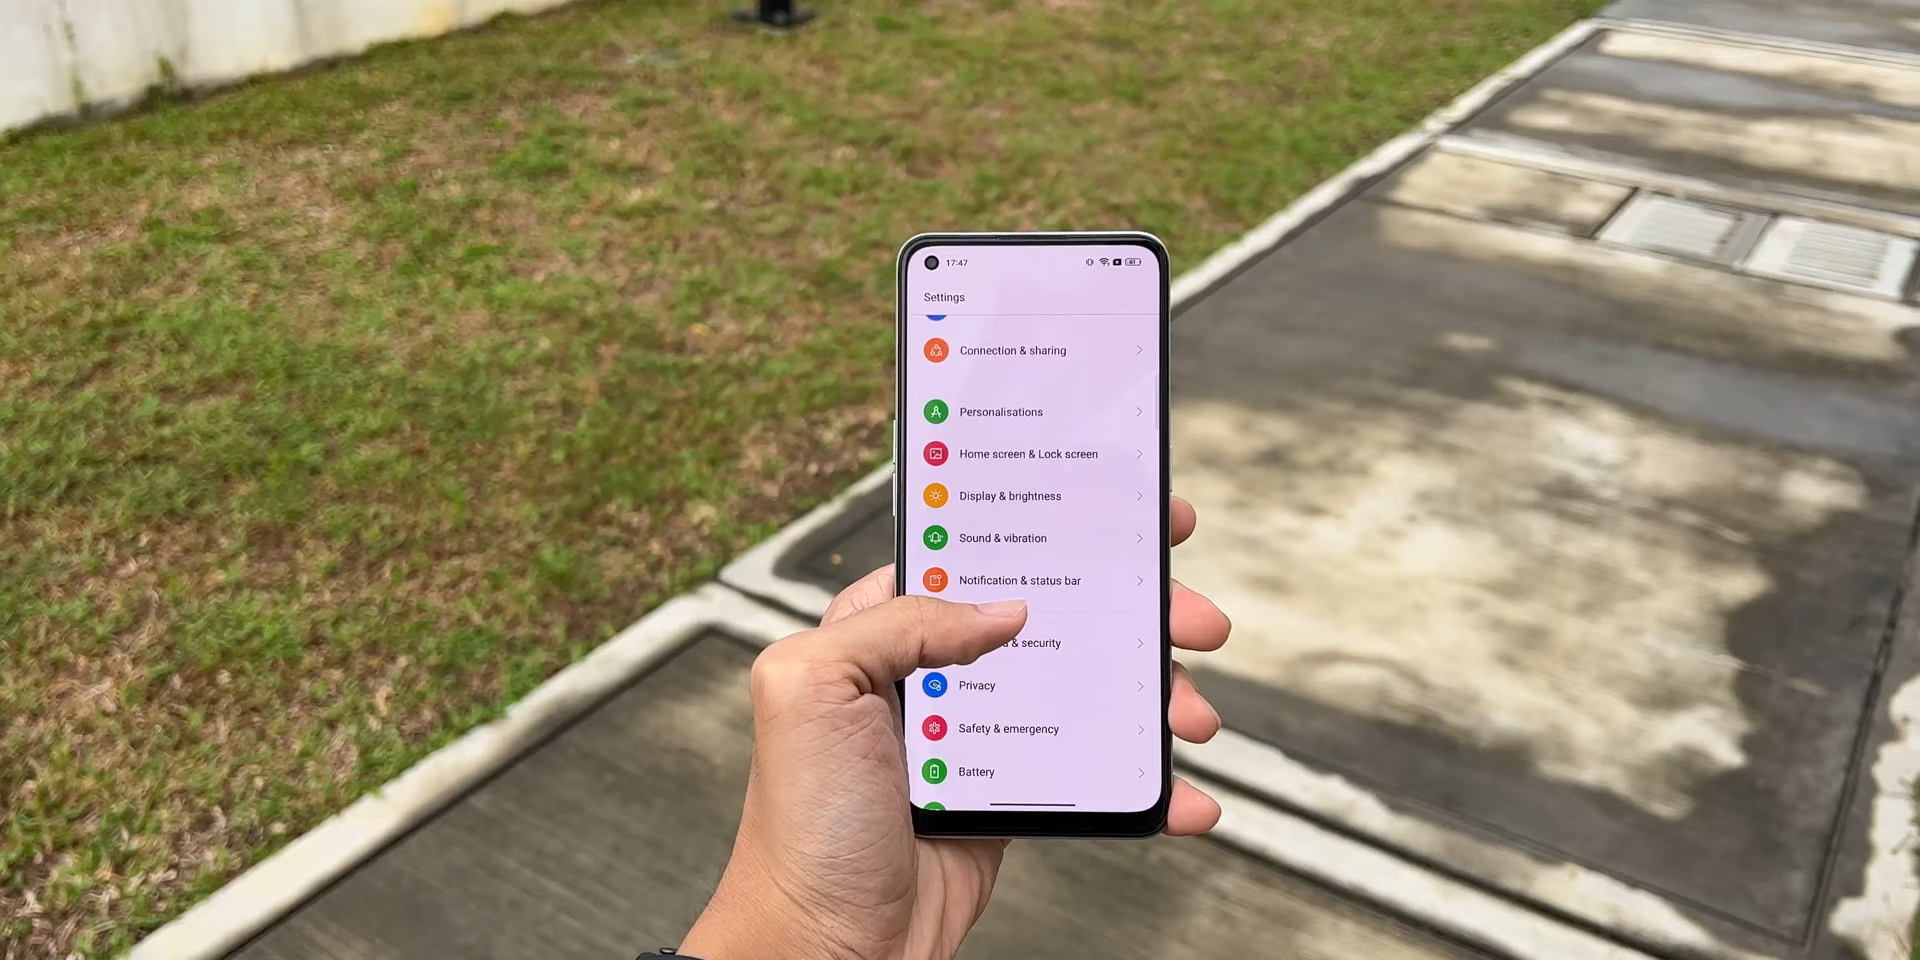 17:47
61
Settings
Connection & sharing
Personalisations
Home screen & Lock screen
Display & brightness
Sound & vibration
Notification & status bar
& security
Privacy
Safety & emergency
Battery